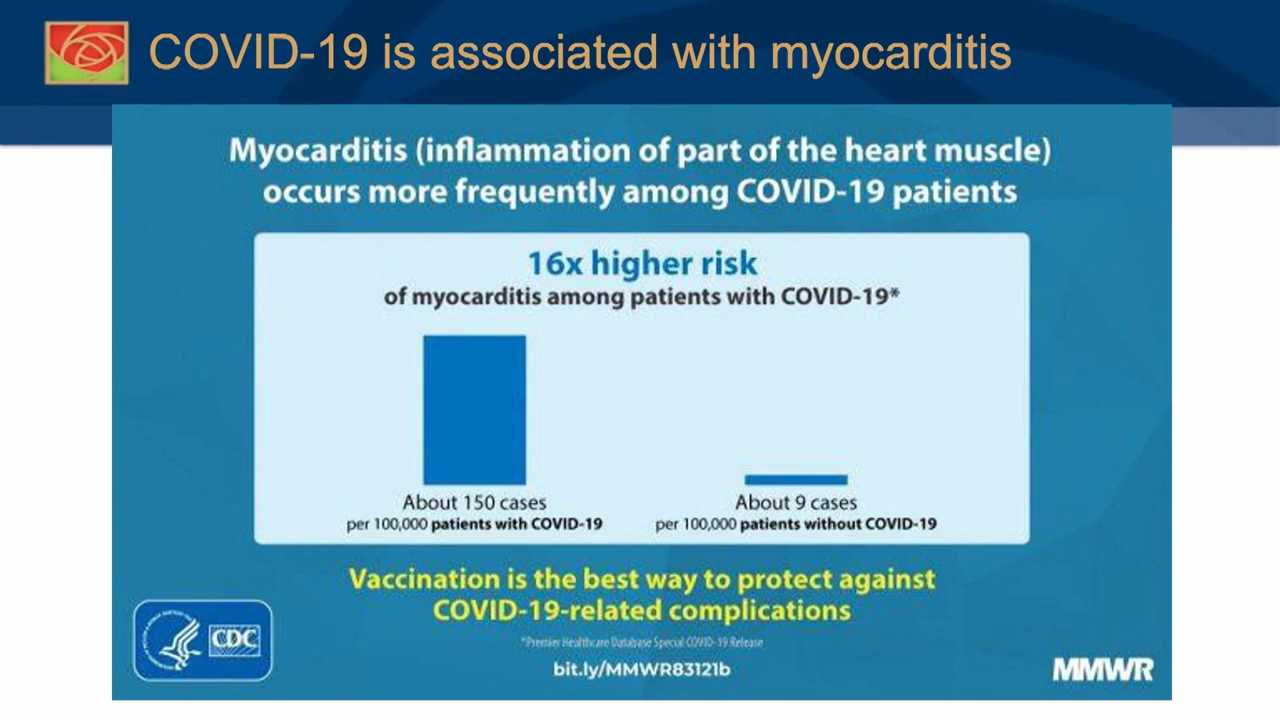 COVID-19 is associated with myocarditis
Myocarditis (inflammation of part of the heart muscle)
occurs more frequently among COVID-19 patients
16x higher risk
of myocarditis among patients with COVID-19*
About 150 cases
per 100,000 patients with COVID-19
About 9 cases
per 100,000 patients without COVID-19
Vaccination is the best way to protect against
COVID-19-related complications
*Premier Healthcare Database Special COVID-19 Release
bit.ly/MMWR83121b
CDC
MMWR